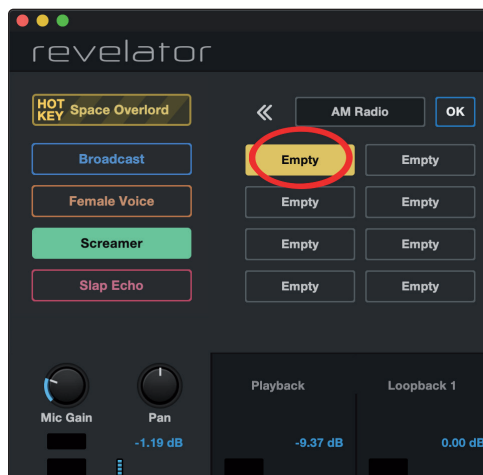 revelator
HOT KEY Space Overlord
AM Radio
OK
Broadcast
Empty
Empty
Female Voice
Empty
Empty
Screamer
Empty
Empty
Slap Echo
Empty
Empty
Playback
Loopback 1
Mic Gain
Pan
-1.19 dB
-9.37 dB
0.00 dB